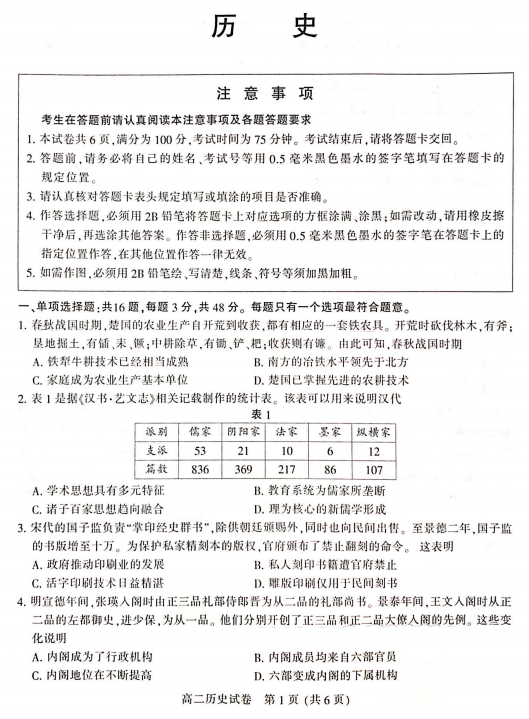 历 史
注 意 事 项
考生在答题前请认真阅读本注意事项及各题答题要求
1. 本试卷共 6 页,满分为 100 分,考试时间为 75 分钟。考试结束后,请将答题卡交回。
2. 答题前,请务必将自己的姓名、考试号等用 0.5 毫米黑色墨水的签字笔填写在答题卡的
规定位置。
3. 请认真核对答题卡表头规定填写或填涂的项目是否准确。
4. 作答选择题,必须用 2B 铅笔将答题卡上对应选项的方框涂满、涂黑;如需改动,请用橡皮擦
干净后,再选涂其他答案。作答非选择题,必须用 0.5 毫米黑色墨水的签字笔在答题卡上的
指定位置作答,在其他位置作答一律无效。
5. 如需作图,必须用 2B 铅笔绘、写清楚,线条、符号等须加黑加粗。
一、单项选择题:共16 题,每题 3 分,共 48 分。每题只有一个选项最符合题意。
1. 春秋战国时期,楚国的农业生产自开荒到收获,都有相应的一套铁农具。开荒时砍伐林木,有斧;
垦地掘土,有锸、耒、镢;中耕除草,有锄、铲、耙;收获则有镰。由此可知,春秋战国时期
A. 铁犁牛耕技术已经相当成熟 B. 南方的冶铁水平领先于北方
C. 家庭成为农业生产基本单位 D. 楚国已掌握先进的农耕技术
2. 表 1 是据《汉书·艺文志》相关记载制作的统计表。该表可以用来说明汉代
表 1
派别 儒家 阴阳家 法家 墨家 纵横家
支派 53 21 10 6 12
篇数 836 369 217 86 107
A. 学术思想具有多元特征 B. 教育系统为儒家所垄断
C. 诸子百家思想趋向融合 D. 理为核心的新儒学形成
3. 宋代的国子监负责“掌印经史群书”,除供朝廷颁赐外,同时也向民间出售。至景德二年,国子监
的书版增至十万。为保护私家精刻本的版权,官府颁布了禁止翻刻的命令。这表明
A. 政府推动印刷业的发展 B. 私人刻印书籍遭官府禁止
C. 活字印刷技术日益精湛 D. 雕版印刷仅用于民间刻书
4. 明宣德年间,张瑛入阁时由正三品礼部侍郎晋为从二品的礼部尚书。景泰年间,王文入阁时从正
二品的左都御史,进少保,为从一品。他们分别开创了正三品和正二品大僚入阁的先例。这些变
化说明
A. 内阁成为了行政机构 B. 内阁成员均来自六部官员
C. 内阁地位在不断提高 D. 六部变成内阁的下属机构
高二历史试卷 第 1 页 (共 6 页)